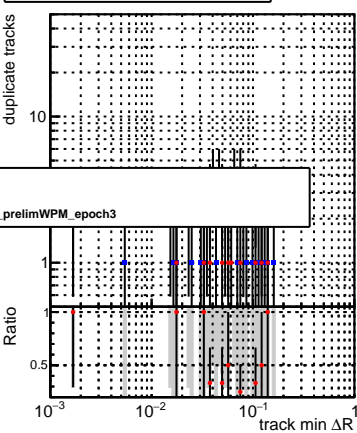 duplicate tracks
10
_prelimWPM_epoch3
1
Ratio
1
0.5
10−3
10−2
10−1
1
track min ΔR